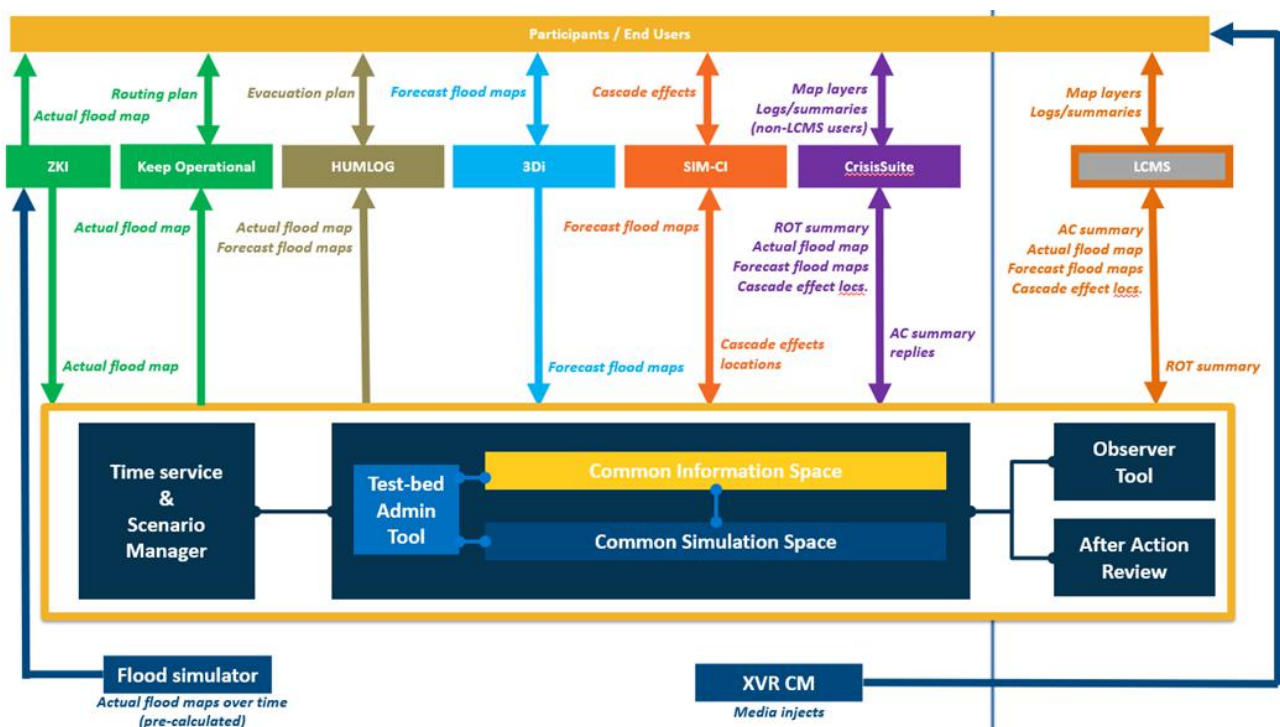 Participants / End Users
Routing plan
Actual flood map
Evacuation plan
Forecast flood maps
Cascade effects
Map layers
Logs/summaries
(non-LCMS users)
Map layers
Logs/summaries
ZKI
Keep Operational
HUMLOG
3Di
SIM-CI
CrisisSuite
LCMS
Actual flood map
Actual flood map
Forecast flood maps
Forecast flood maps
ROT summary
Actual flood map
Forecast flood maps
Cascade effect locs.
AC summary
Actual flood map
Forecast flood maps
Cascade effect locs.
Actual flood map
Forecast flood maps
Cascade effects
locations
AC summary
replies
ROT summary
Time service
&
Scenario
Manager
Test-bed
Admin
Tool
Common Information Space
Common Simulation Space
Observer
Tool
After Action
Review
Flood simulator
Actual flood maps over time
(pre-calculated)
XVR CM
Media injects